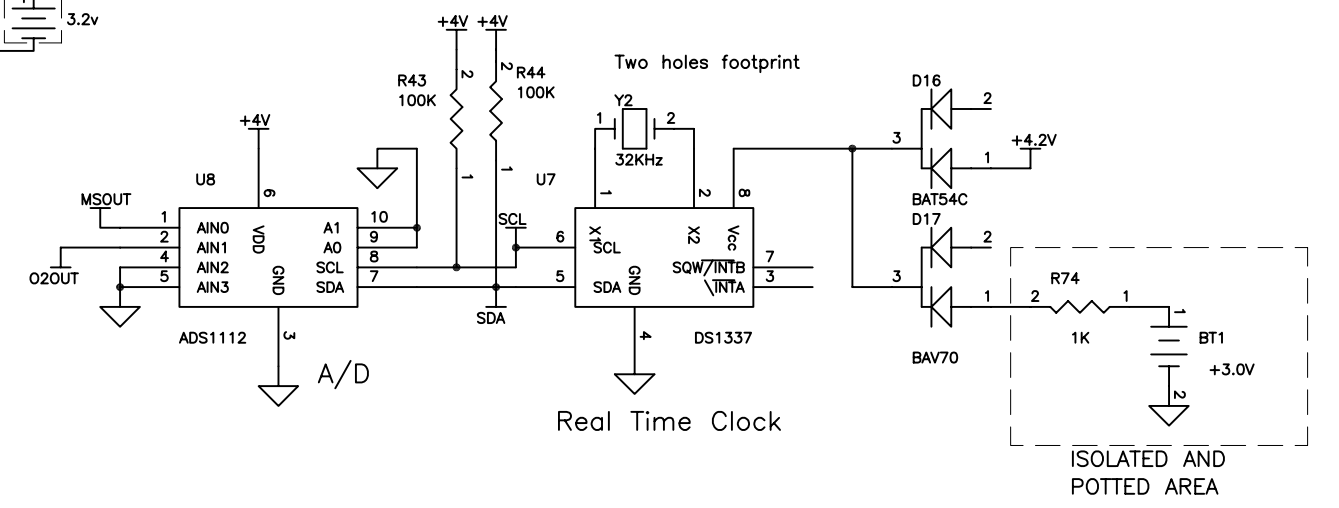 3.2v
+4V +4V
R43
100K
2
2
R44
100K
Two holes footprint
Y2
1
2
32KHz
D16
2
3
+4.2V
1
BAT54C
+4V
6
1
1
U7
1
2
8
U8
MSOUT
1
2
4
5
O2OUT
AIN0
AIN1
AIN2
AIN3
VDD
GND
A1
A0
SCL
SDA
10
9
8
7
SCL
SDA
6
5
X1
SCL
SDA
GND
X2
Vcc
SQW/INTB
\INTA
7
3
D17
2
3
1
BAV70
2
R74
1
1K
1
BT1
+3.0V
2
ADS1112
3
A/D
4
DS1337
Real Time Clock
ISOLATED AND
POTTED AREA